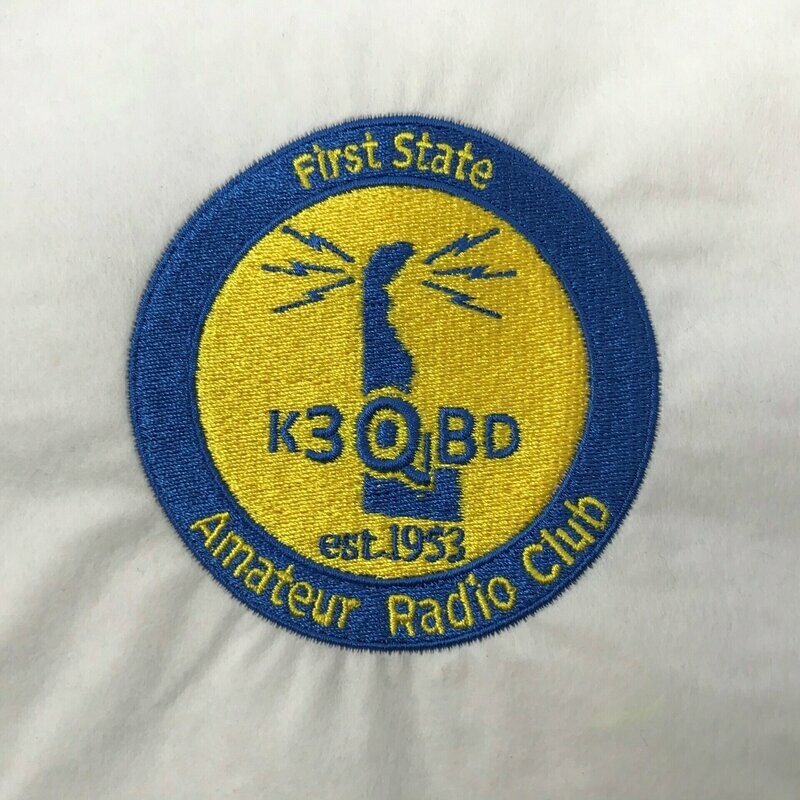 First State
K3QBD
est.1953
Amateur Radio Club